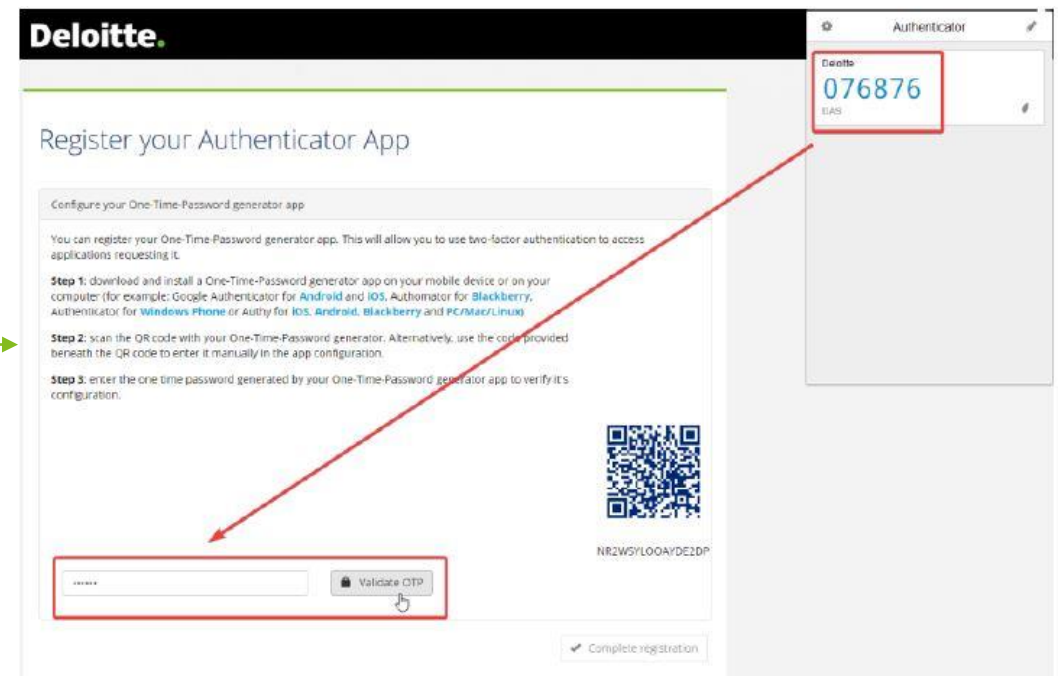 Deloitte.
Authenticator
Deloitte
076876
DAS
Register your Authenticator App
Configure your One-Time-Password generator app
You can register your One-Time-Password generator app. This will allow you to use two-factor authentication to access
applications requesting it.
Step 1: download and install a One-Time-Password generator app on your mobile device or on your
computer (for example: Google Authenticator for Android and iOS, Authomator for Blackberry,
Authenticator for Windows Phone or Authy for iOS, Android, Blackberry and PC/Mac/Linux)
Step 2: scan the QR code with your One-Time-Password generator. Alternatively, use the code provided
beneath the QR code to enter it manually in the app configuration.
Step 3: enter the one time password generated by your One-Time-Password generator app to verify it's
configuration.
NR2WSYLOOAYDE2DP
Validate OTP
Complete registration